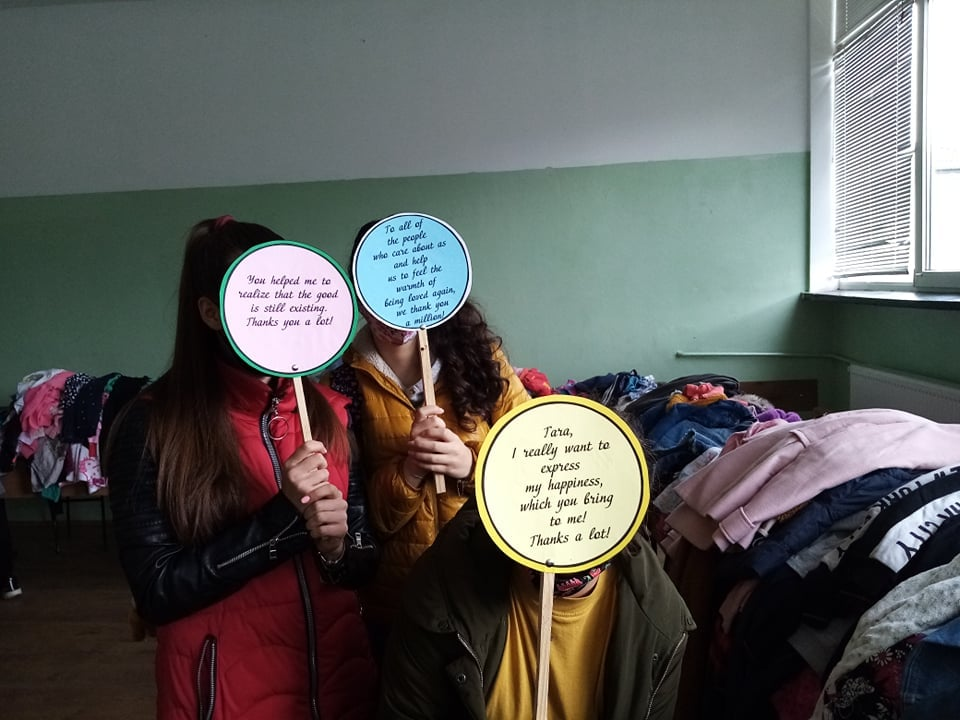 You helped me to
realize that the good
is still existing.
Thanks you a lot!
To all of
the people
who care about as
and help
us to feel the
warmth of
being loved again,
we thank you
a million!
Tara,
I really want to
express
my happiness,
which you bring
to me!
Thanks a lot!